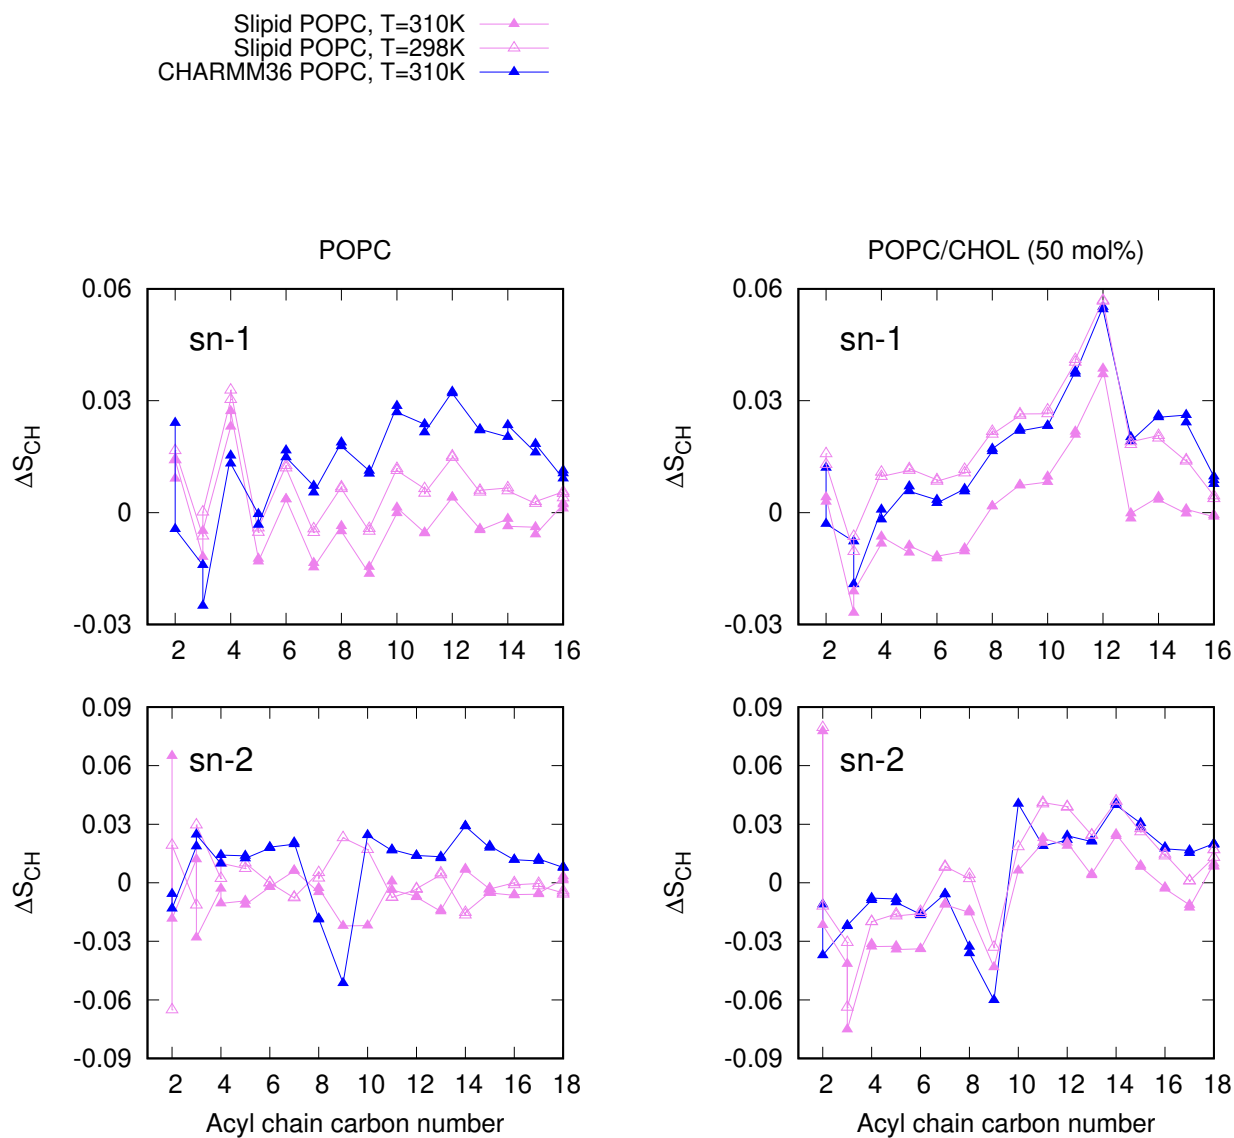 Slipid POPC, T=310K
Slipid POPC, T=298K
CHARMM36 POPC, T=310K
POPC
POPC/CHOL (50 mol%)
0.06
0.03
0
-0.03
ΔS_CH
sn-1
2 4 6 8 10 12 14 16
0.06
0.03
0
-0.03
ΔS_CH
sn-1
2 4 6 8 10 12 14 16
0.09
0.06
0.03
0
-0.03
-0.06
-0.09
ΔS_CH
sn-2
2 4 6 8 10 12 14 16 18
Acyl chain carbon number
0.09
0.06
0.03
0
-0.03
-0.06
-0.09
ΔS_CH
sn-2
2 4 6 8 10 12 14 16 18
Acyl chain carbon number